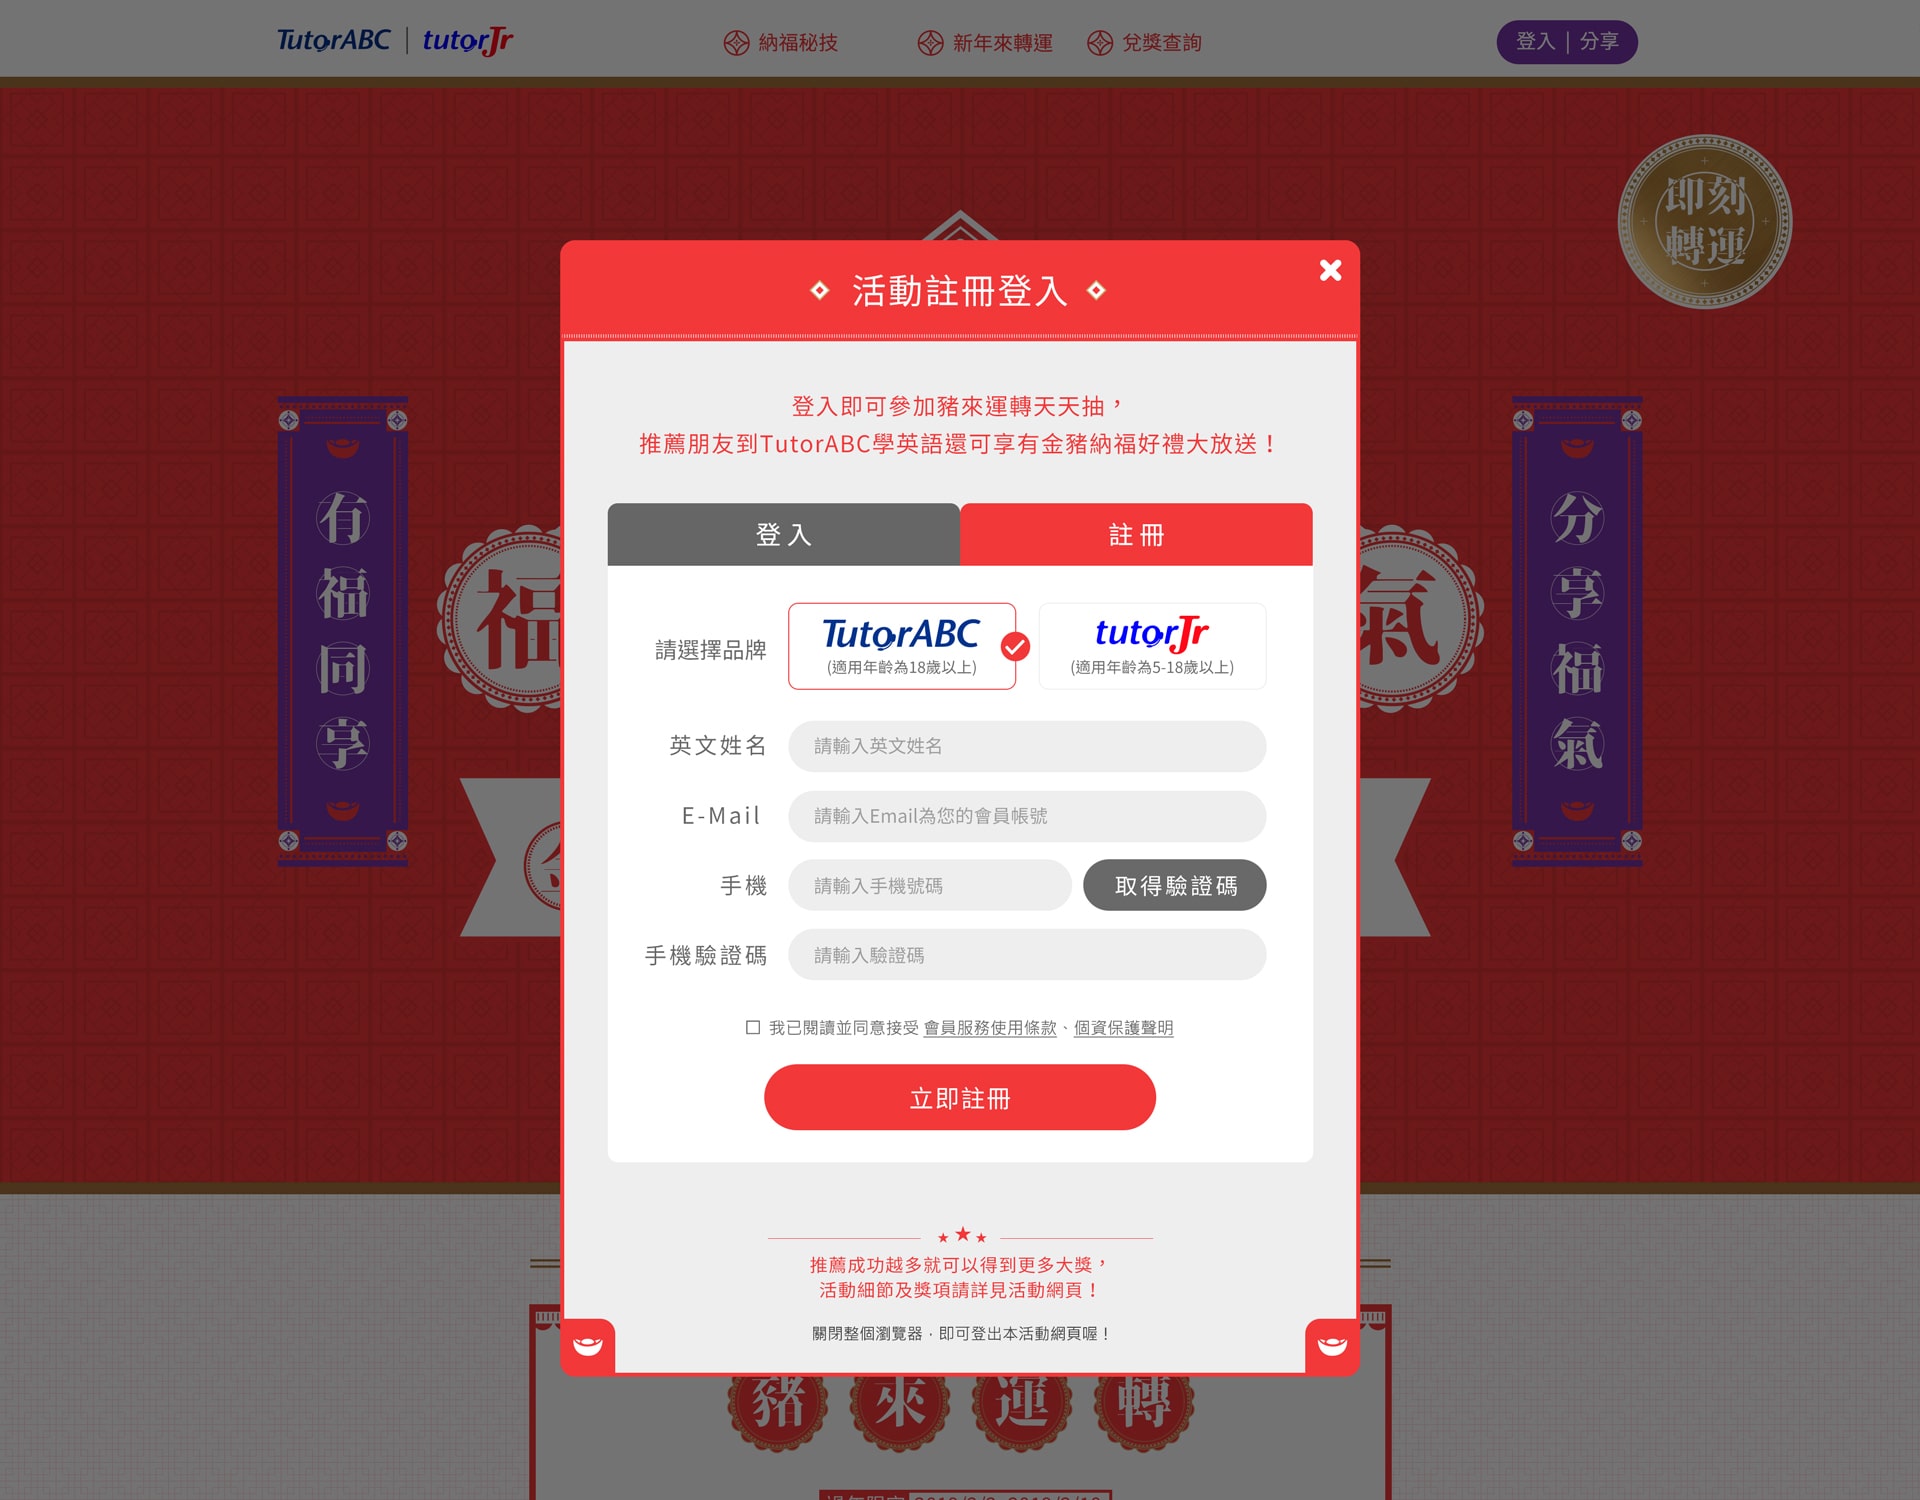 TutorABC | tutorJr
納福秘技
新年來轉運
兌獎查詢
登入 | 分享
即刻
轉運
活動註冊登入
登入即可參加豬來運轉天天抽，
推薦朋友到TutorABC學英語還可享有金豬納福好禮大放送！
登入
註冊
請選擇品牌
TutorABC
(適用年齡為18歲以上)
tutorJr
(適用年齡為5-18歲以上)
英文姓名
請輸入英文姓名
E-Mail
請輸入Email為您的會員帳號
手機
請輸入手機號碼
取得驗證碼
手機驗證碼
請輸入驗證碼
我已閱讀並同意接受 會員服務使用條款、個資保護聲明
立即註冊
推薦成功越多就可以得到更多大獎，
活動細節及獎項請詳見活動網頁！
關閉整個瀏覽器，即可登出本活動網頁喔！
有福同享
福
氣
分享福氣
豬來運轉